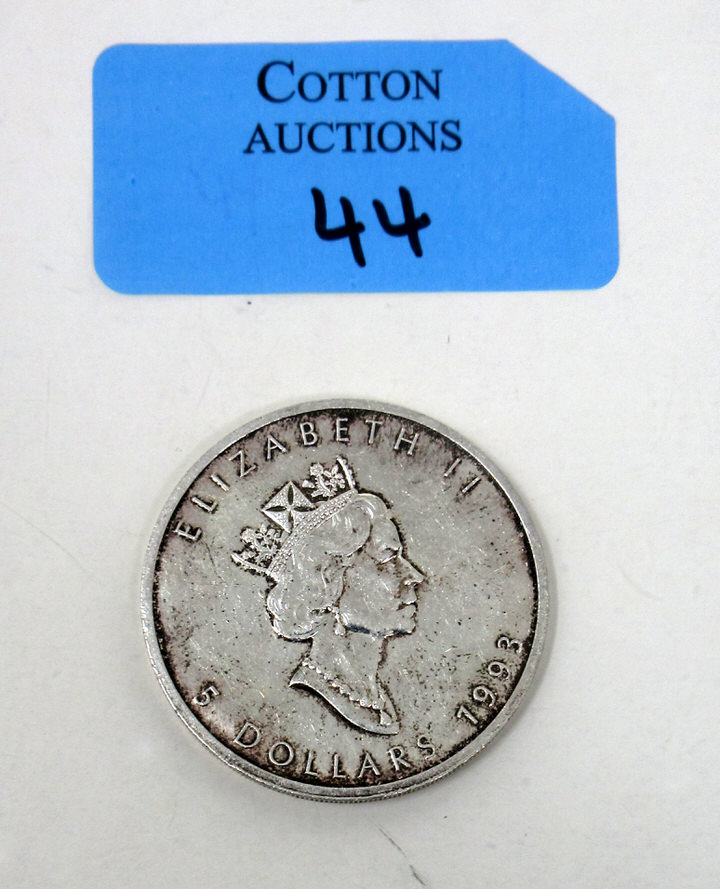 COTTON
AUCTIONS
44
ELIZABETH II
5 DOLLARS 1993